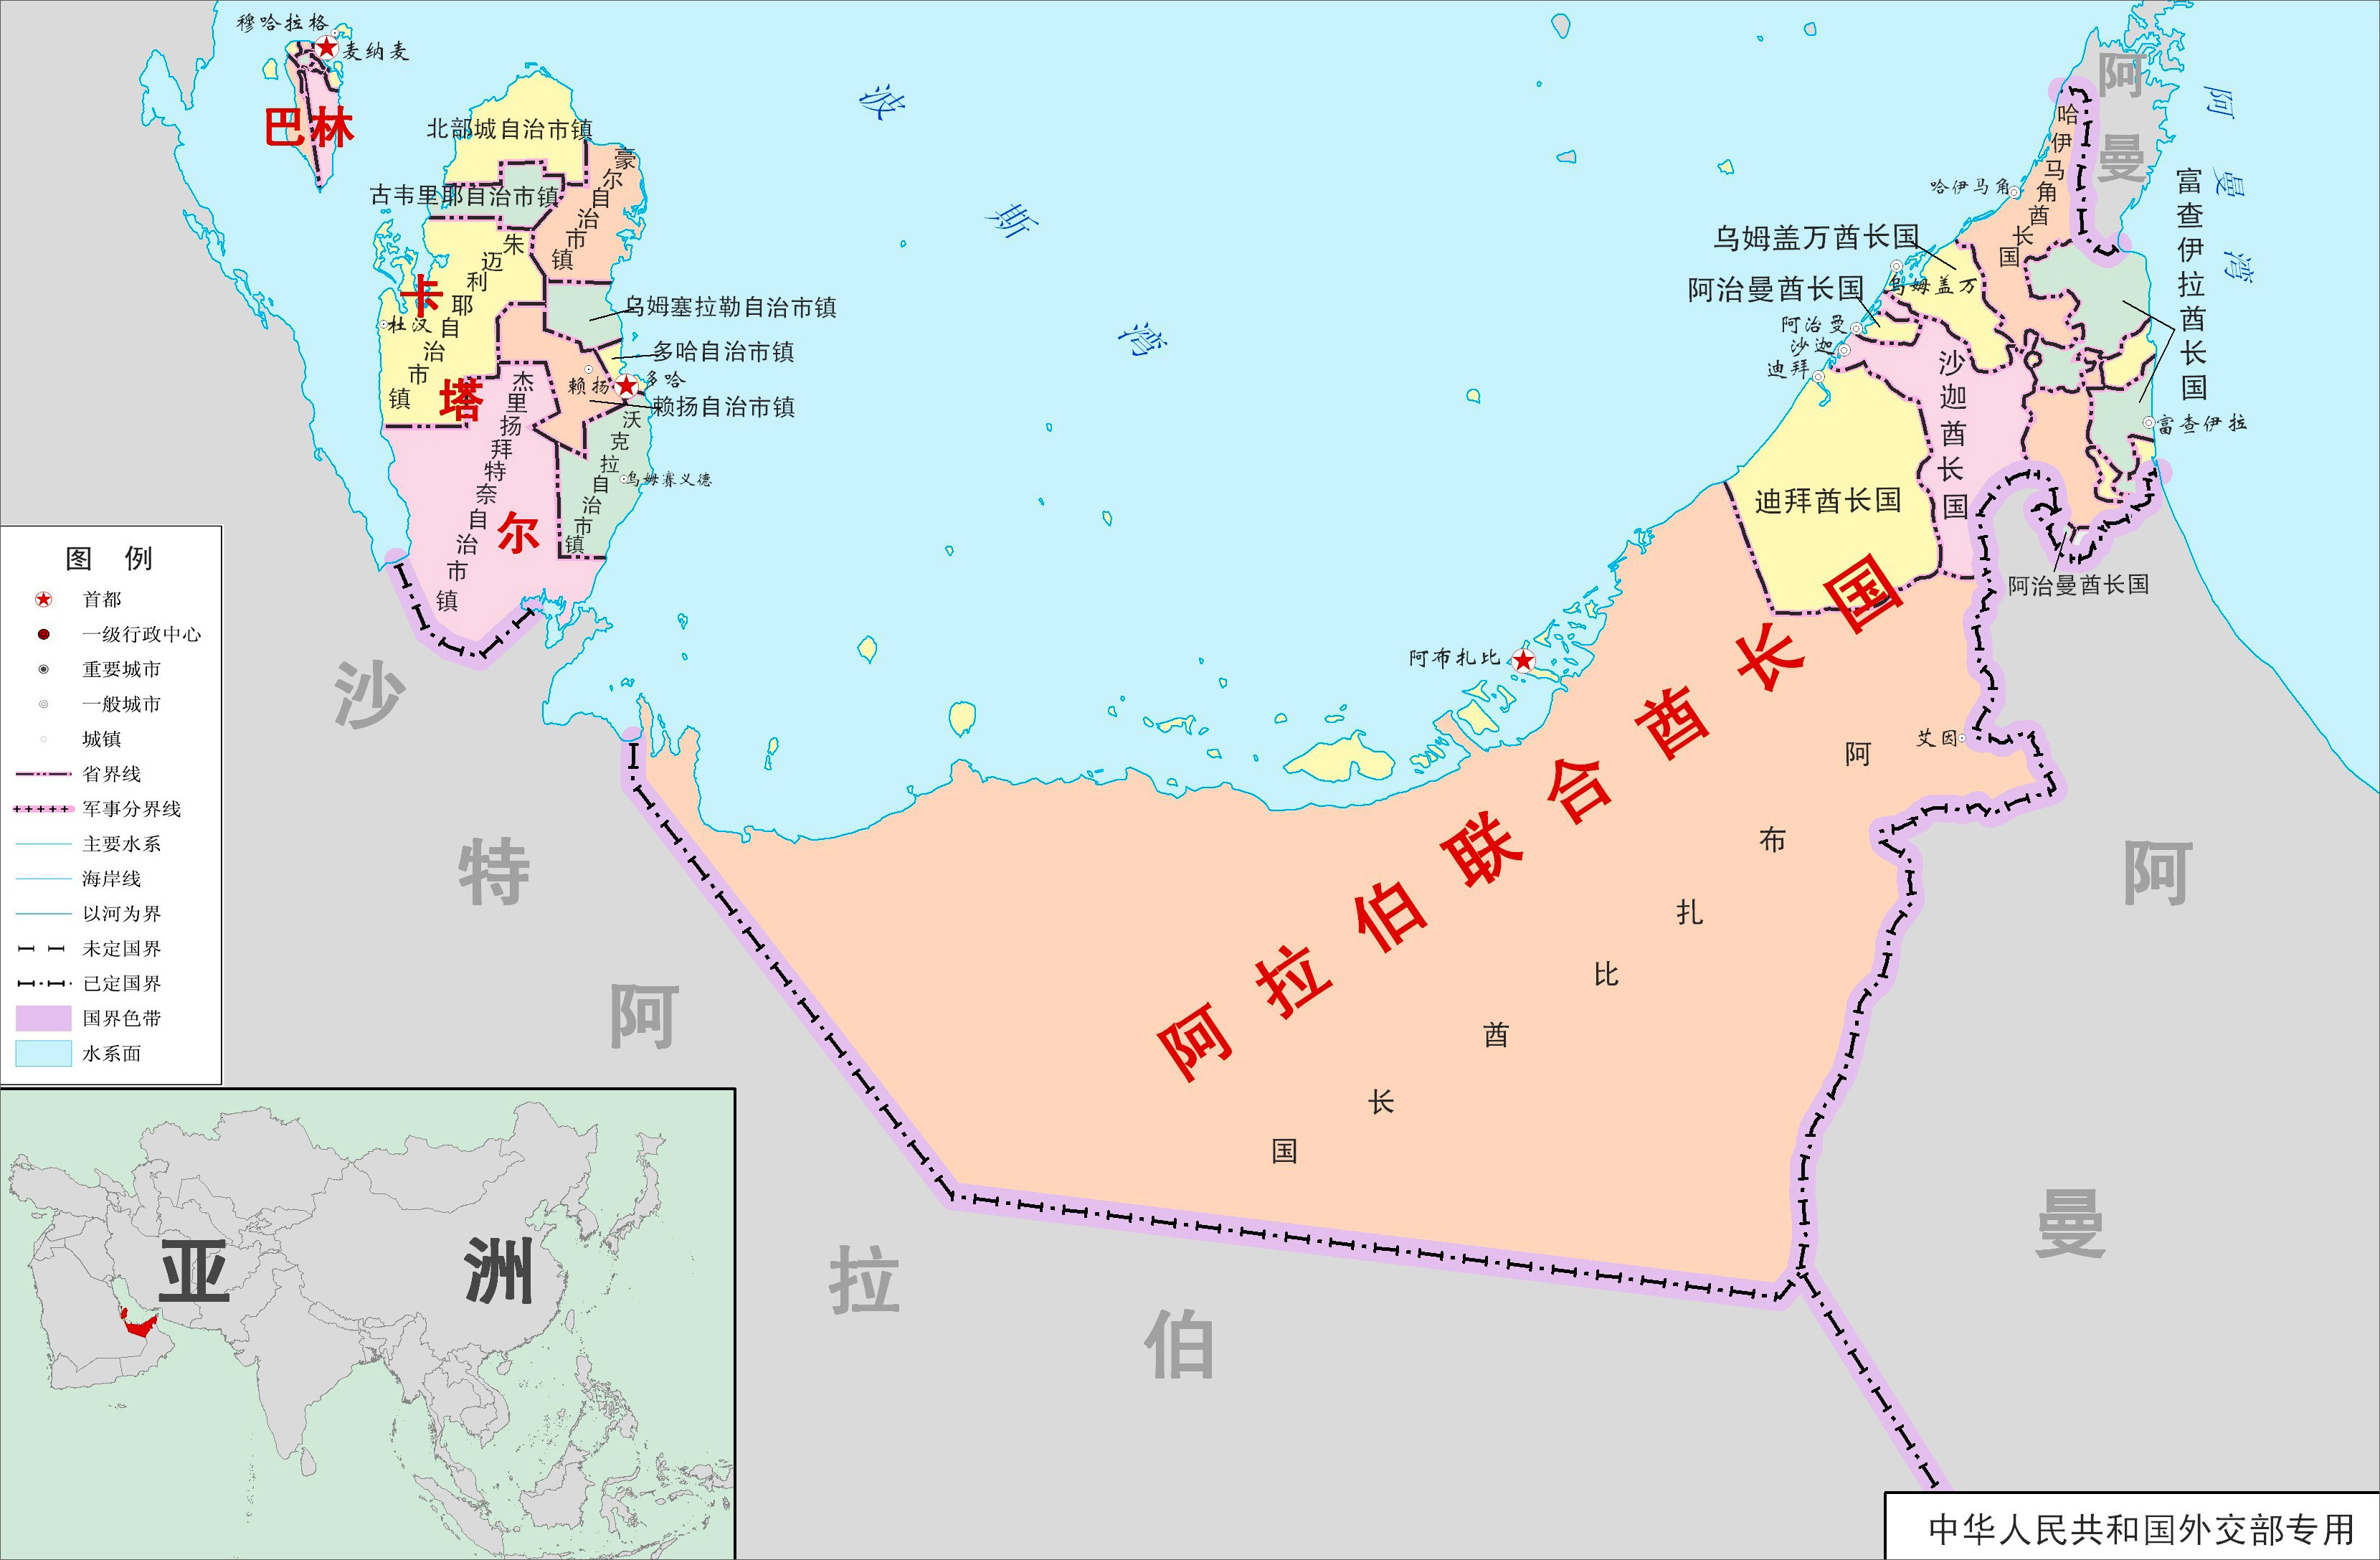 穆哈拉格
麦纳麦
巴林
北部城自治市镇
古韦里耶自治市镇
豪尔自治市镇
朱迈利耶自治市镇
杜汉
乌姆塞拉勒自治市镇
多哈自治市镇
多哈
赖扬
赖扬自治市镇
杰里扬拜特奈自治市镇
沃克拉自治市镇
乌姆赛义德
卡塔尔
波斯湾
阿曼湾
阿曼
哈伊马角酋长国
哈伊马角
乌姆盖万酋长国
乌姆盖万
阿治曼酋长国
阿治曼
沙迦
迪拜
沙迦酋长国
迪拜酋长国
富查伊拉酋长国
富查伊拉
阿治曼酋长国
阿布扎比
艾因
阿拉伯联合酋长国
阿布扎比酋长国
沙特阿拉伯
阿曼
图 例
首都
一级行政中心
重要城市
一般城市
城镇
省界线
军事分界线
主要水系
海岸线
以河为界
未定国界
已定国界
国界色带
水系面
亚洲
中华人民共和国外交部专用